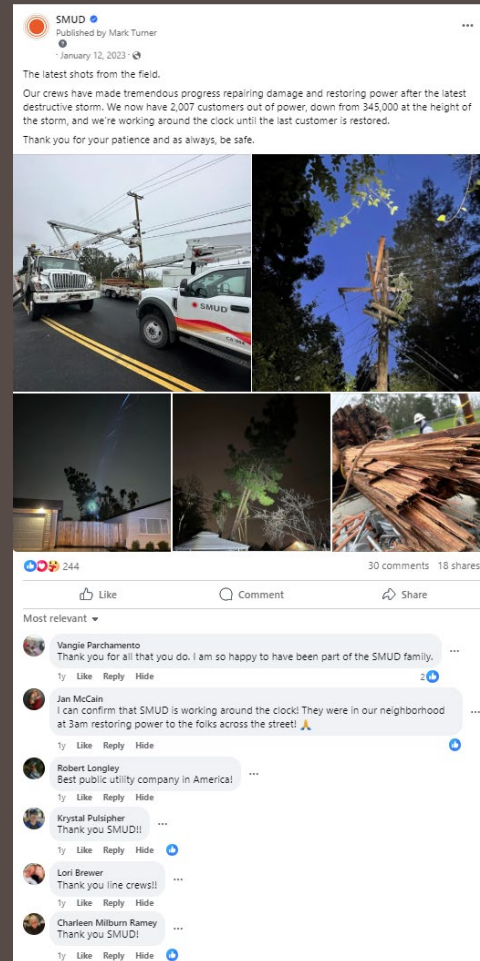 SMUD
Published by Mark Turner
January 12, 2023 ·
The latest shots from the field.
Our crews have made tremendous progress repairing damage and restoring power after the latest
destructive storm. We now have 2,007 customers out of power, down from 345,000 at the height of
the storm, and we're working around the clock until the last customer is restored.
Thank you for your patience and as always, be safe.
SMUD
244
30 comments 18 shares
Like Comment Share
Most relevant
Vangie Parchamento
Thank you for all that you do. I am so happy to have been part of the SMUD family.
1y Like Reply Hide 2
Jan McCain
I can confirm that SMUD is working around the clock! They were in our neighborhood
at 3am restoring power to the folks across the street! 🙏
1y Like Reply Hide
Robert Longley
Best public utility company in America!
1y Like Reply Hide
Krystal Pulsipher
Thank you SMUD!!
1y Like Reply Hide
Lori Brewer
Thank you line crews!!
1y Like Reply Hide
Charleen Milburn Ramey
Thank you SMUD!
1y Like Reply Hide